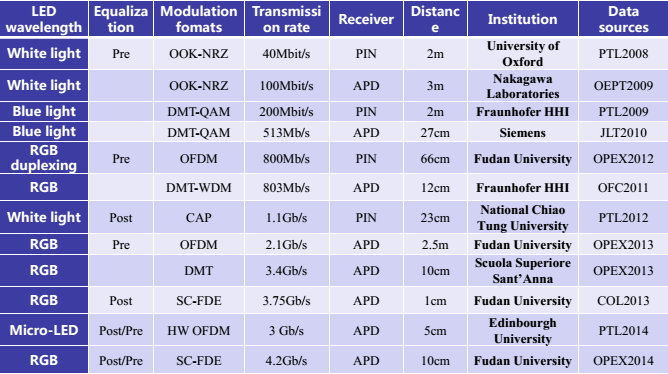 LED wavelength Equaliza tion Modulation fomats Transmissi on rate Receiver Distanc e Institution Data sources
White light Pre OOK-NRZ 40Mbit/s PIN 2m University of Oxford PTL2008
White light OOK-NRZ 100Mbit/s APD 3m Nakagawa Laboratories OEPT2009
Blue light DMT-QAM 200Mbit/s PIN 2m Fraunhofer HHI PTL2009
Blue light DMT-QAM 513Mb/s APD 27cm Siemens JLT2010
RGB duplexing Pre OFDM 800Mb/s PIN 66cm Fudan University OPEX2012
RGB DMT-WDM 803Mb/s APD 12cm Fraunhofer HHI OFC2011
White light Post CAP 1.1Gb/s PIN 23cm National Chiao Tung University PTL2012
RGB Pre OFDM 2.1Gb/s APD 2.5m Fudan University OPEX2013
RGB DMT 3.4Gb/s APD 10cm Scuola Superiore Sant’Anna OPEX2013
RGB Post SC-FDE 3.75Gb/s APD 1cm Fudan University COL2013
Micro-LED Post/Pre HW OFDM 3 Gb/s APD 5cm Edinbourgh University PTL2014
RGB Post/Pre SC-FDE 4.2Gb/s APD 10cm Fudan University OPEX2014